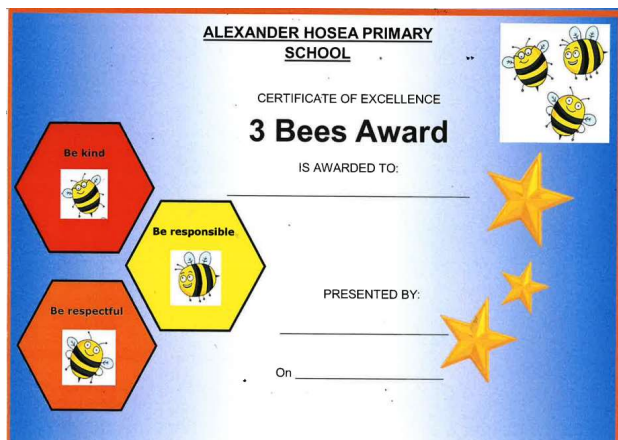 ALEXANDER HOSEA PRIMARY
SCHOOL
CERTIFICATE OF EXCELLENCE
3 Bees Award
IS AWARDED TO:
Be kind
Be responsible
Be respectful
PRESENTED BY:
On